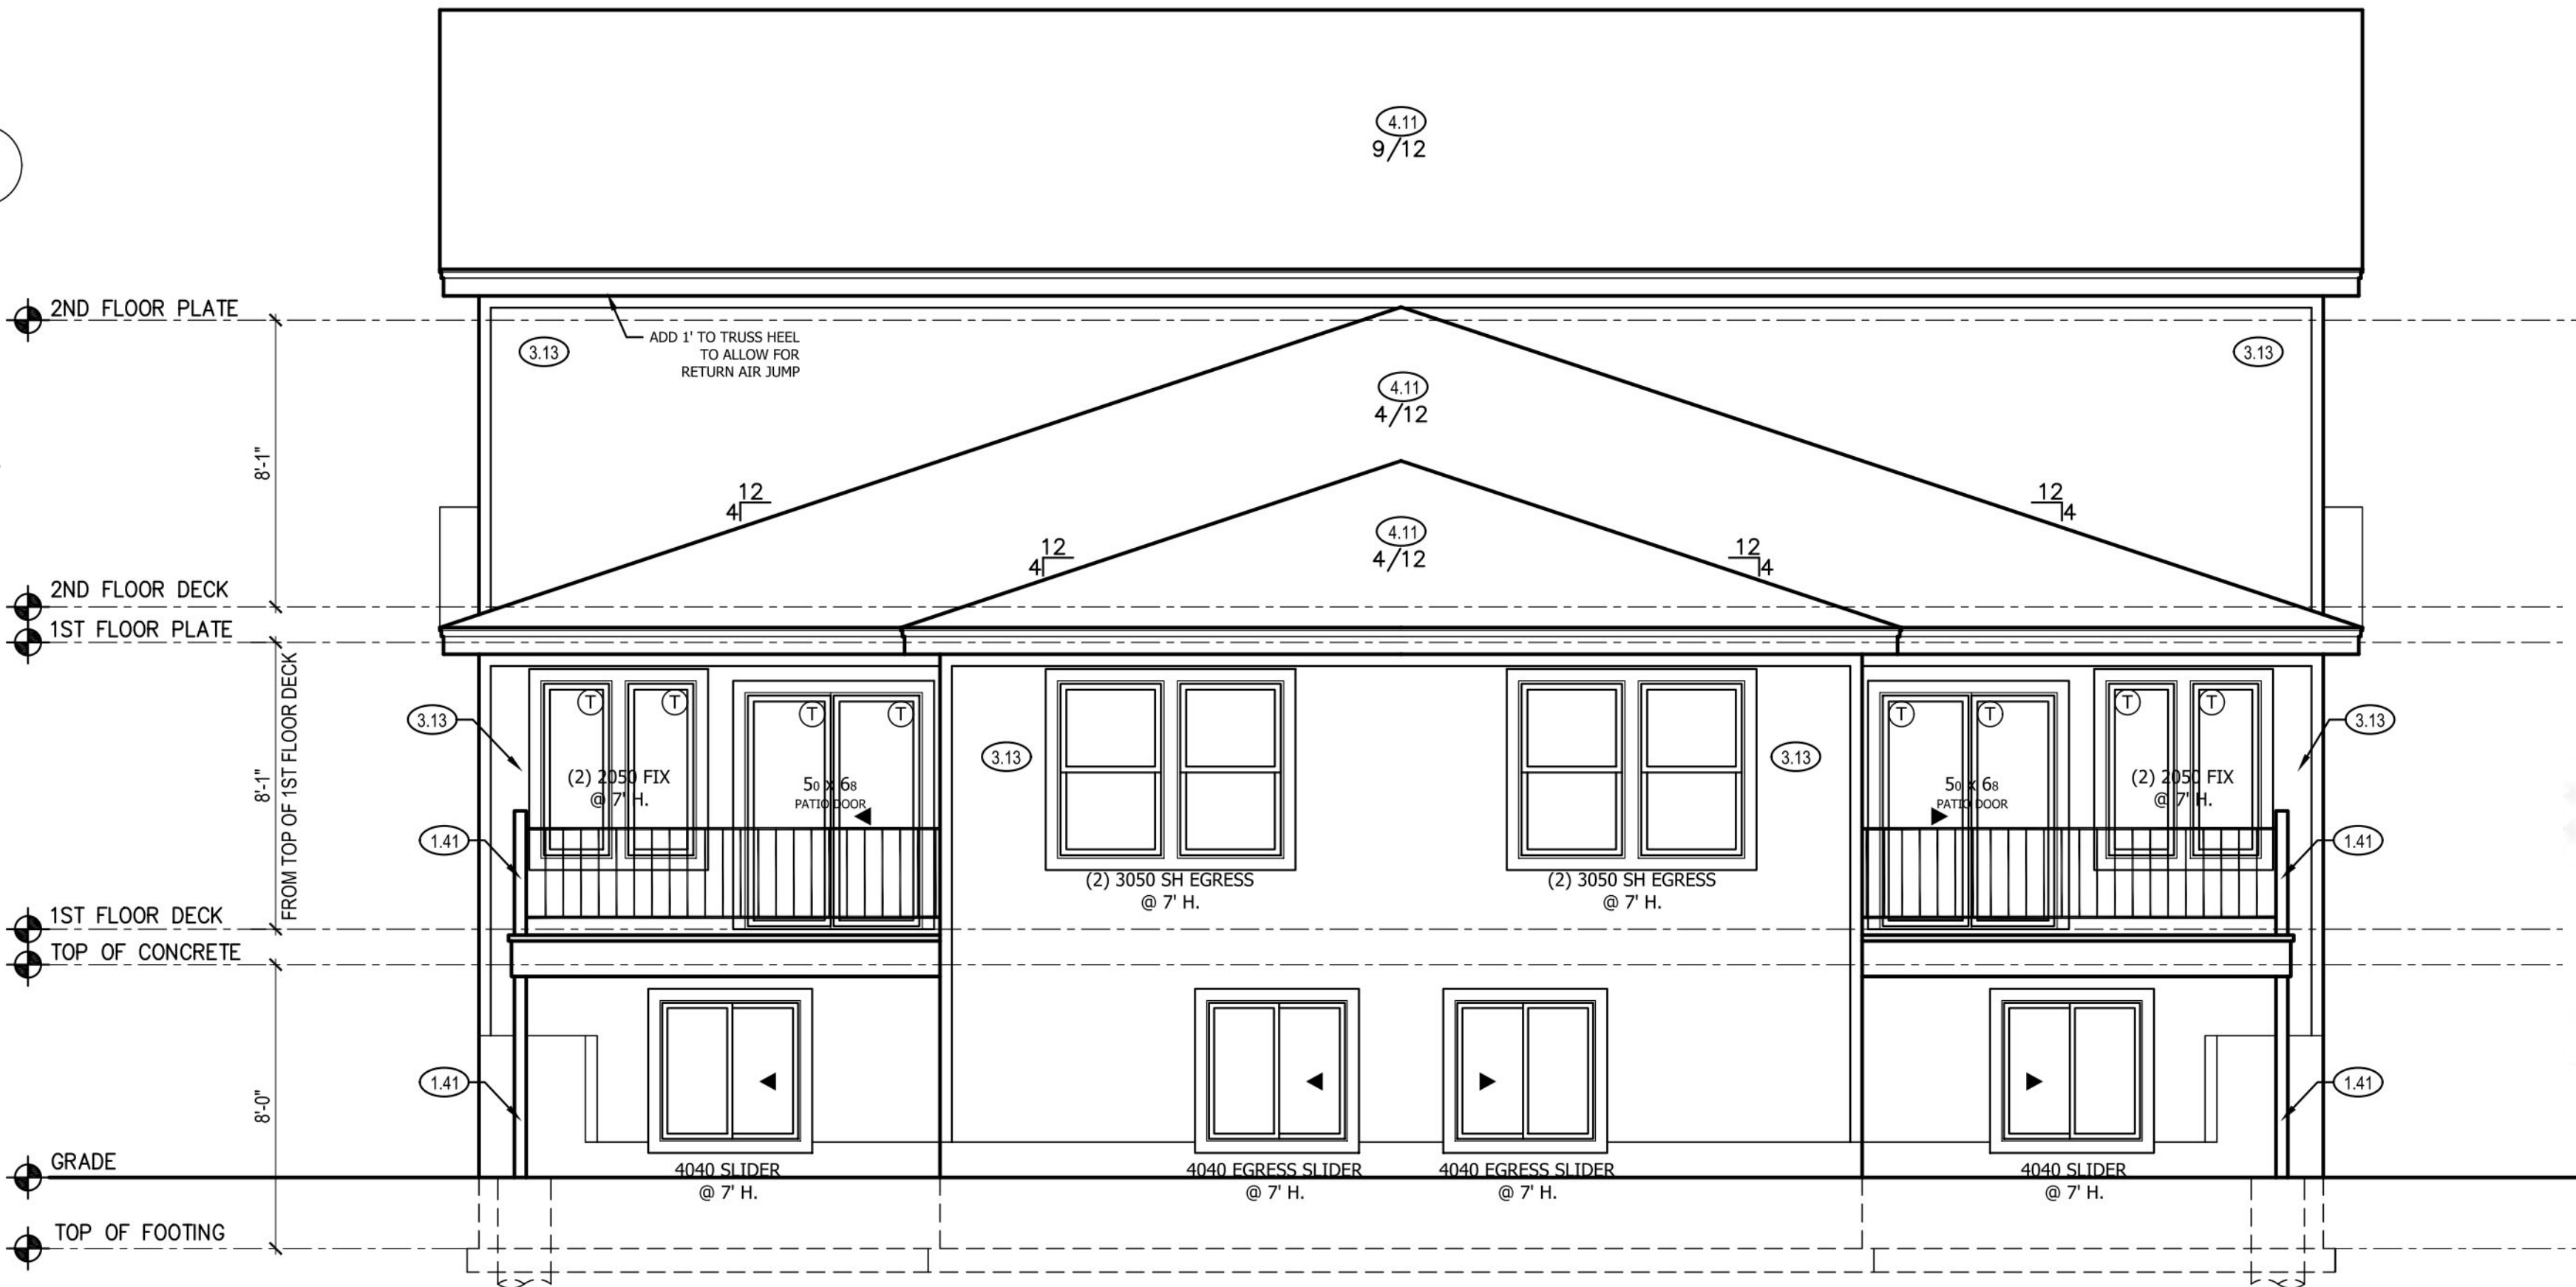 4.11
9/12
2ND FLOOR PLATE
ADD 1' TO TRUSS HEEL
TO ALLOW FOR
RETURN AIR JUMP
3.13
3.13
4.11
4/12
8'-1"
12
4
12
4
4.11
4/12
12
4
12
4
2ND FLOOR DECK
1ST FLOOR PLATE
8'-1"
FROM TOP OF 1ST FLOOR DECK
T
T
T
T
T
T
T
T
3.13
3.13
3.13
3.13
(2) 2050 FIX
@ 7' H.
50 x 68
PATIO DOOR
50 x 68
PATIO DOOR
(2) 2050 FIX
@ 7' H.
1.41
1.41
(2) 3050 SH EGRESS
@ 7' H.
(2) 3050 SH EGRESS
@ 7' H.
1ST FLOOR DECK
TOP OF CONCRETE
8'-0"
1.41
1.41
GRADE
4040 SLIDER
@ 7' H.
4040 EGRESS SLIDER
@ 7' H.
4040 EGRESS SLIDER
@ 7' H.
4040 SLIDER
@ 7' H.
TOP OF FOOTING